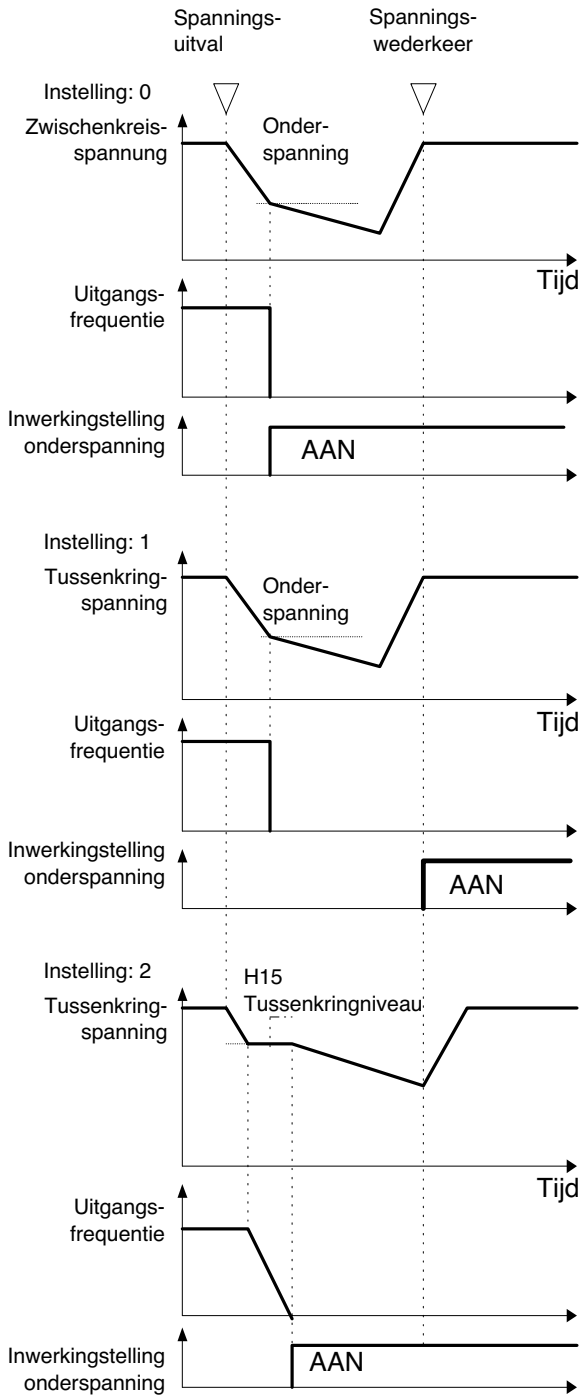 Spannings-
uitval
Spannings-
wederkeer
Instelling: 0
Zwischenkreis-
spannung
Onder-
spanning
Tijd
Uitgangs-
frequentie
Inwerkingstelling
onderspanning
AAN
Instelling: 1
Tussenkring-
spanning
Onder-
spanning
Tijd
Uitgangs-
frequentie
Inwerkingstelling
onderspanning
AAN
Instelling: 2
Tussenkring-
spanning
H15
Tussenkringniveau
Tijd
Uitgangs-
frequentie
Inwerkingstelling
onderspanning
AAN